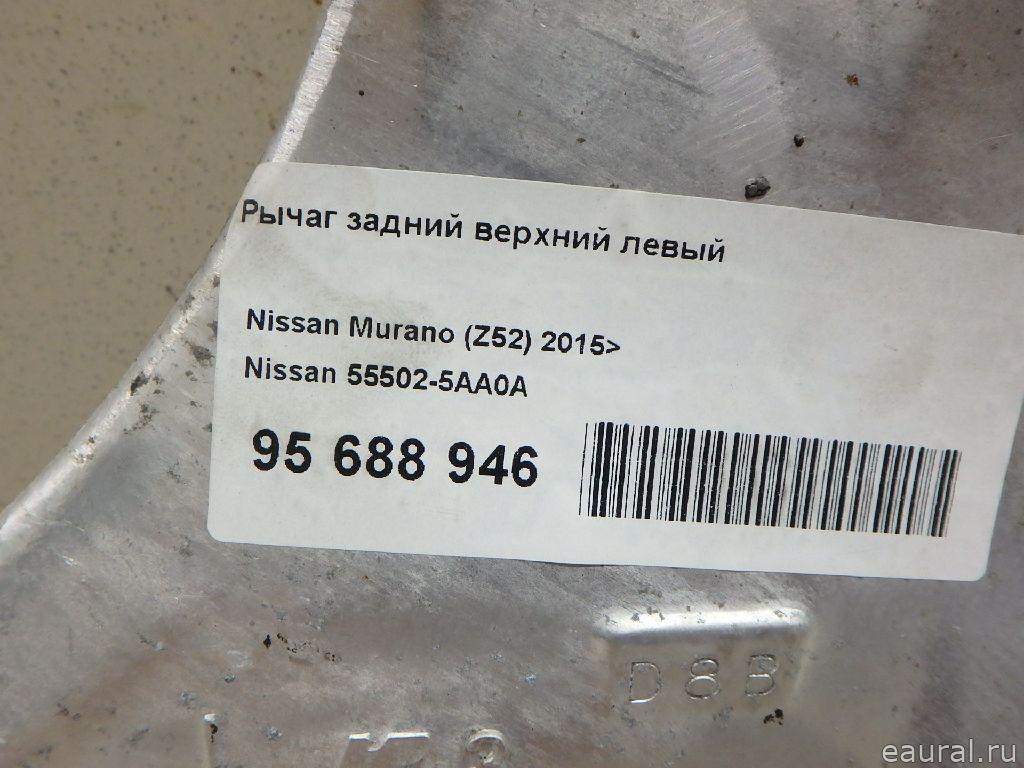 Рычаг задний верхний левый
Nissan Murano (Z52) 2015>
Nissan 55502-5AA0A
95 688 946
D8B
eaural.ru